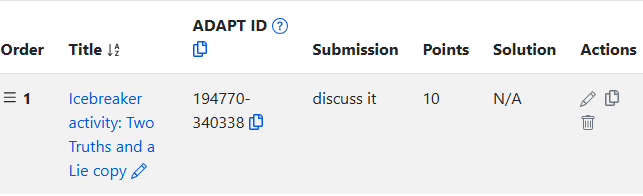 Order Title ADAPT ID Submission Points Solution Actions
1 Icebreaker activity: Two Truths and a Lie copy 194770-340338 discuss it 10 N/A